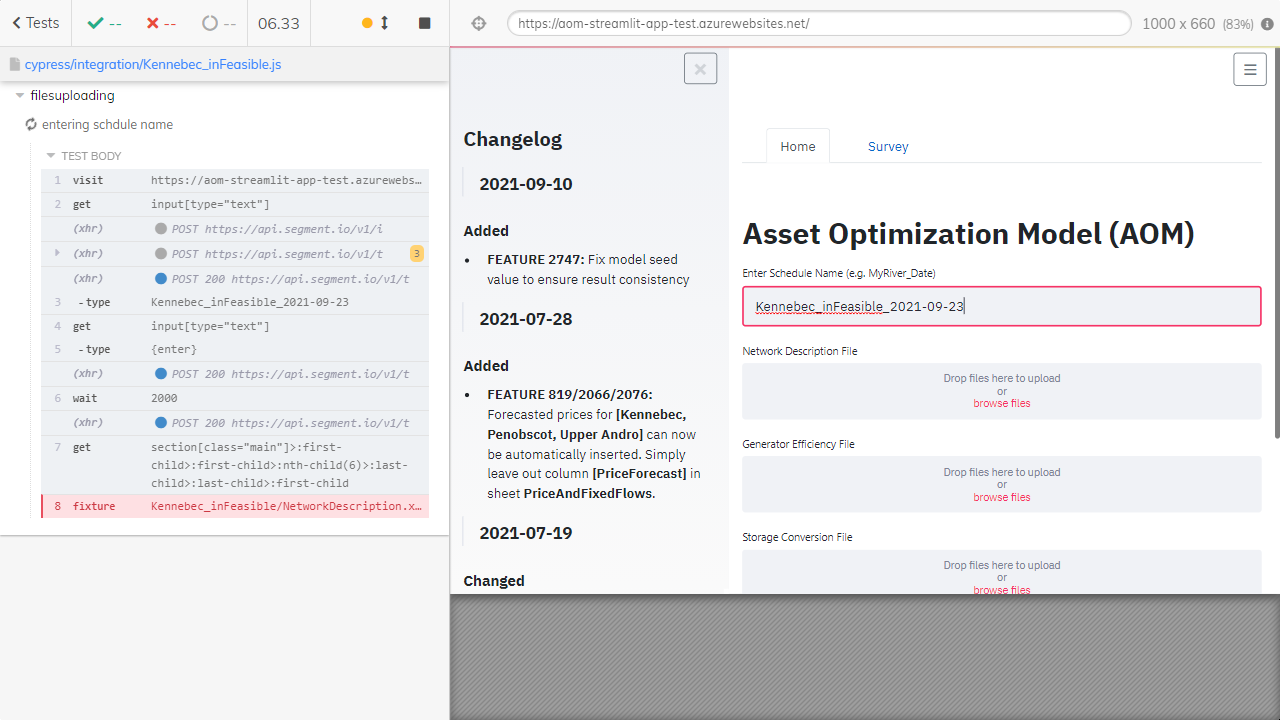 Tests
--
--
--
06.33
https://aom-streamlit-app-test.azurewebsites.net/
1000 x 660 (83%)
cypress/integration/Kennebec_inFeasible.js
filesuploading
entering schdule name
TEST BODY
1 visit https://aom-streamlit-app-test.azurewebs…
2 get input[type="text"]
(xhr) POST https://api.segment.io/v1/i
(xhr) POST https://api.segment.io/v1/t 3
(xhr) POST 200 https://api.segment.io/v1/t
3 -type Kennebec_inFeasible_2021-09-23
4 get input[type="text"]
5 -type {enter}
(xhr) POST 200 https://api.segment.io/v1/t
6 wait 2000
(xhr) POST 200 https://api.segment.io/v1/t
7 get section[class="main"]>:first-
child>:first-child>:nth-child(6)>:last-
child>:last-child>:first-child
8 fixture Kennebec_inFeasible/NetworkDescription.x…
Changelog
2021-09-10
Added
• FEATURE 2747: Fix model seed
value to ensure result consistency
2021-07-28
Added
• FEATURE 819/2066/2076:
Forecasted prices for [Kennebec,
Penobscot, Upper Andro] can now
be automatically inserted. Simply
leave out column [PriceForecast] in
sheet PriceAndFixedFlows.
2021-07-19
Changed
Home
Survey
Asset Optimization Model (AOM)
Enter Schedule Name (e.g. MyRiver_Date)
Kennebec_inFeasible_2021-09-23
Network Description File
Drop files here to upload
or
browse files
Generator Efficiency File
Drop files here to upload
or
browse files
Storage Conversion File
Drop files here to upload
or
browse files